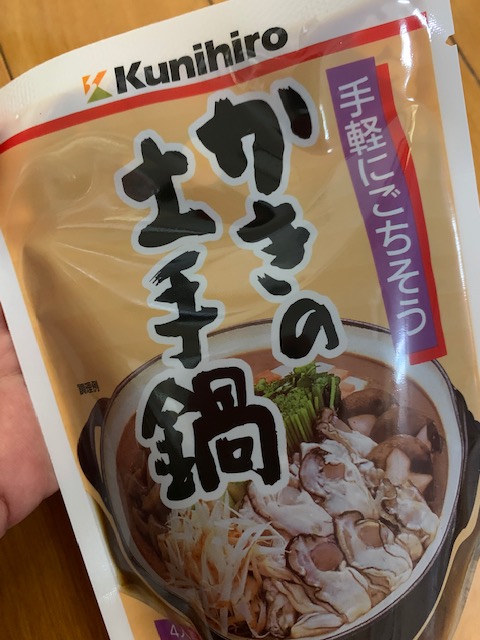 Kunihiro
手軽にごちそう
かきの
土手鍋
調理例